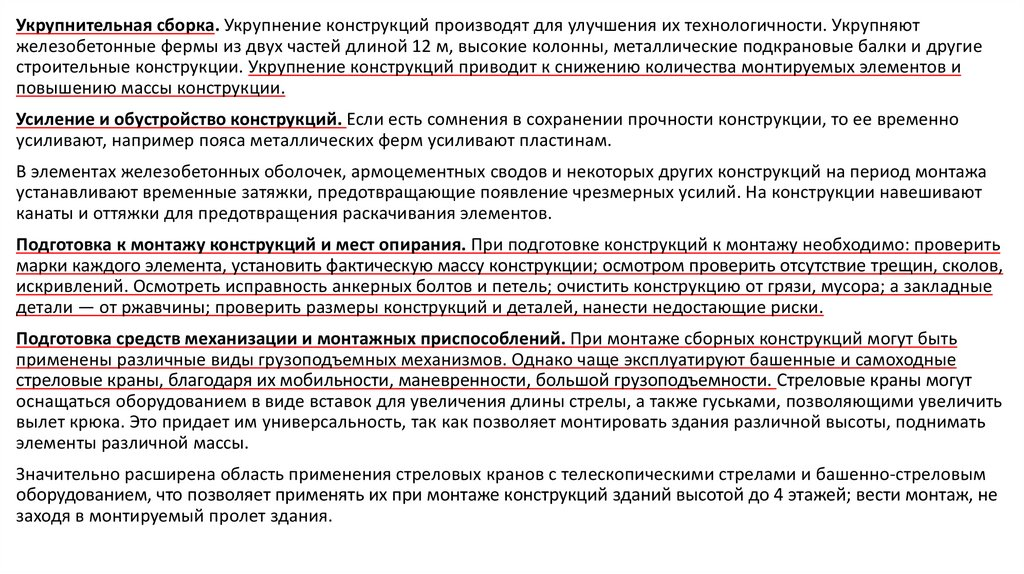 Укрупнительная сборка. Укрупнение конструкций производят для улучшения их технологичности. Укрупняют
железобетонные фермы из двух частей длиной 12 м, высокие колонны, металлические подкрановые балки и другие
строительные конструкции. Укрупнение конструкций приводит к снижению количества монтируемых элементов и
повышению массы конструкции.
Усиление и обустройство конструкций. Если есть сомнения в сохранении прочности конструкции, то ее временно
усиливают, например пояса металлических ферм усиливают пластинам.
В элементах железобетонных оболочек, армоцементных сводов и некоторых других конструкций на период монтажа
устанавливают временные затяжки, предотвращающие появление чрезмерных усилий. На конструкции навешивают
канаты и оттяжки для предотвращения раскачивания элементов.
Подготовка к монтажу конструкций и мест опирания. При подготовке конструкций к монтажу необходимо: проверить
марки каждого элемента, установить фактическую массу конструкции; осмотром проверить отсутствие трещин, сколов,
искривлений. Осмотреть исправность анкерных болтов и петель; очистить конструкцию от грязи, мусора; а закладные
детали — от ржавчины; проверить размеры конструкций и деталей, нанести недостающие риски.
Подготовка средств механизации и монтажных приспособлений. При монтаже сборных конструкций могут быть
применены различные виды грузоподъемных механизмов. Однако чаще эксплуатируют башенные и самоходные
стреловые краны, благодаря их мобильности, маневренности, большой грузоподъемности. Стреловые краны могут
оснащаться оборудованием в виде вставок для увеличения длины стрелы, а также гуськами, позволяющими увеличить
вылет крюка. Это придает им универсальность, так как позволяет монтировать здания различной высоты, поднимать
элементы различной массы.
Значительно расширена область применения стреловых кранов с телескопическими стрелами и башенно-стреловым
оборудованием, что позволяет применять их при монтаже конструкций зданий высотой до 4 этажей; вести монтаж, не
заходя в монтируемый пролет здания.